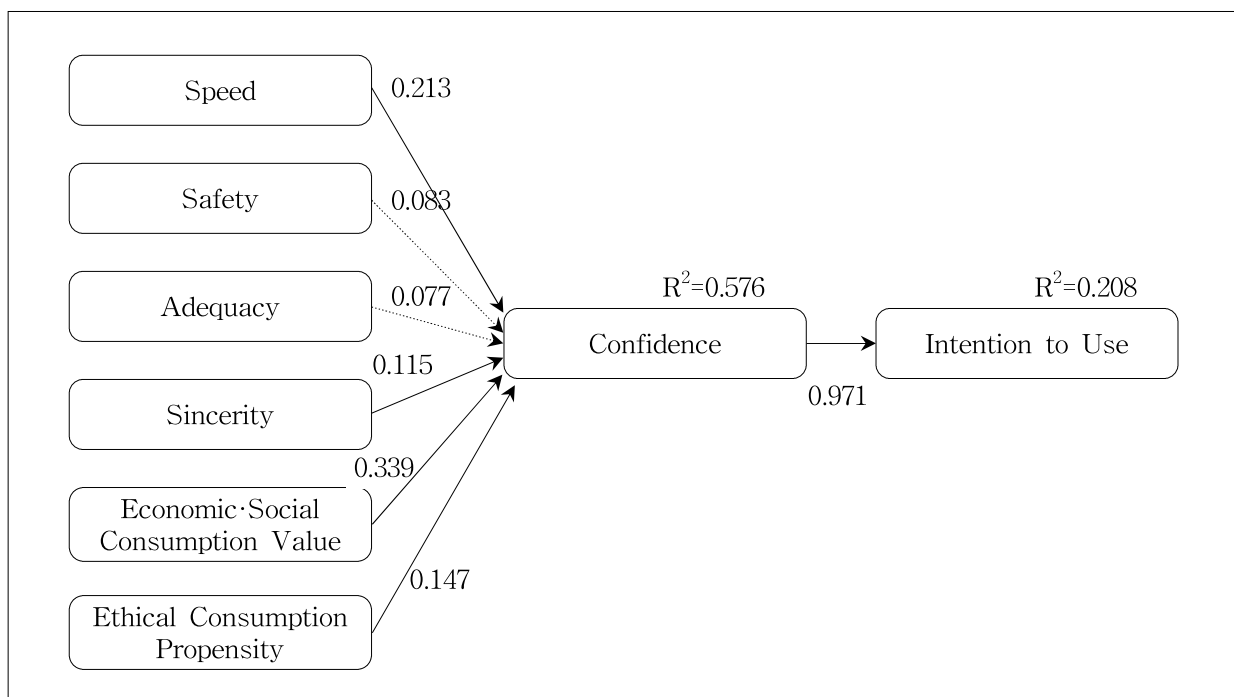 Speed
0.213
Safety
0.083
Adequacy
0.077
R²=0.576
R²=0.208
Confidence
Intention to Use
0.115
0.971
Sincerity
0.339
Economic·Social
Consumption Value
0.147
Ethical Consumption
Propensity